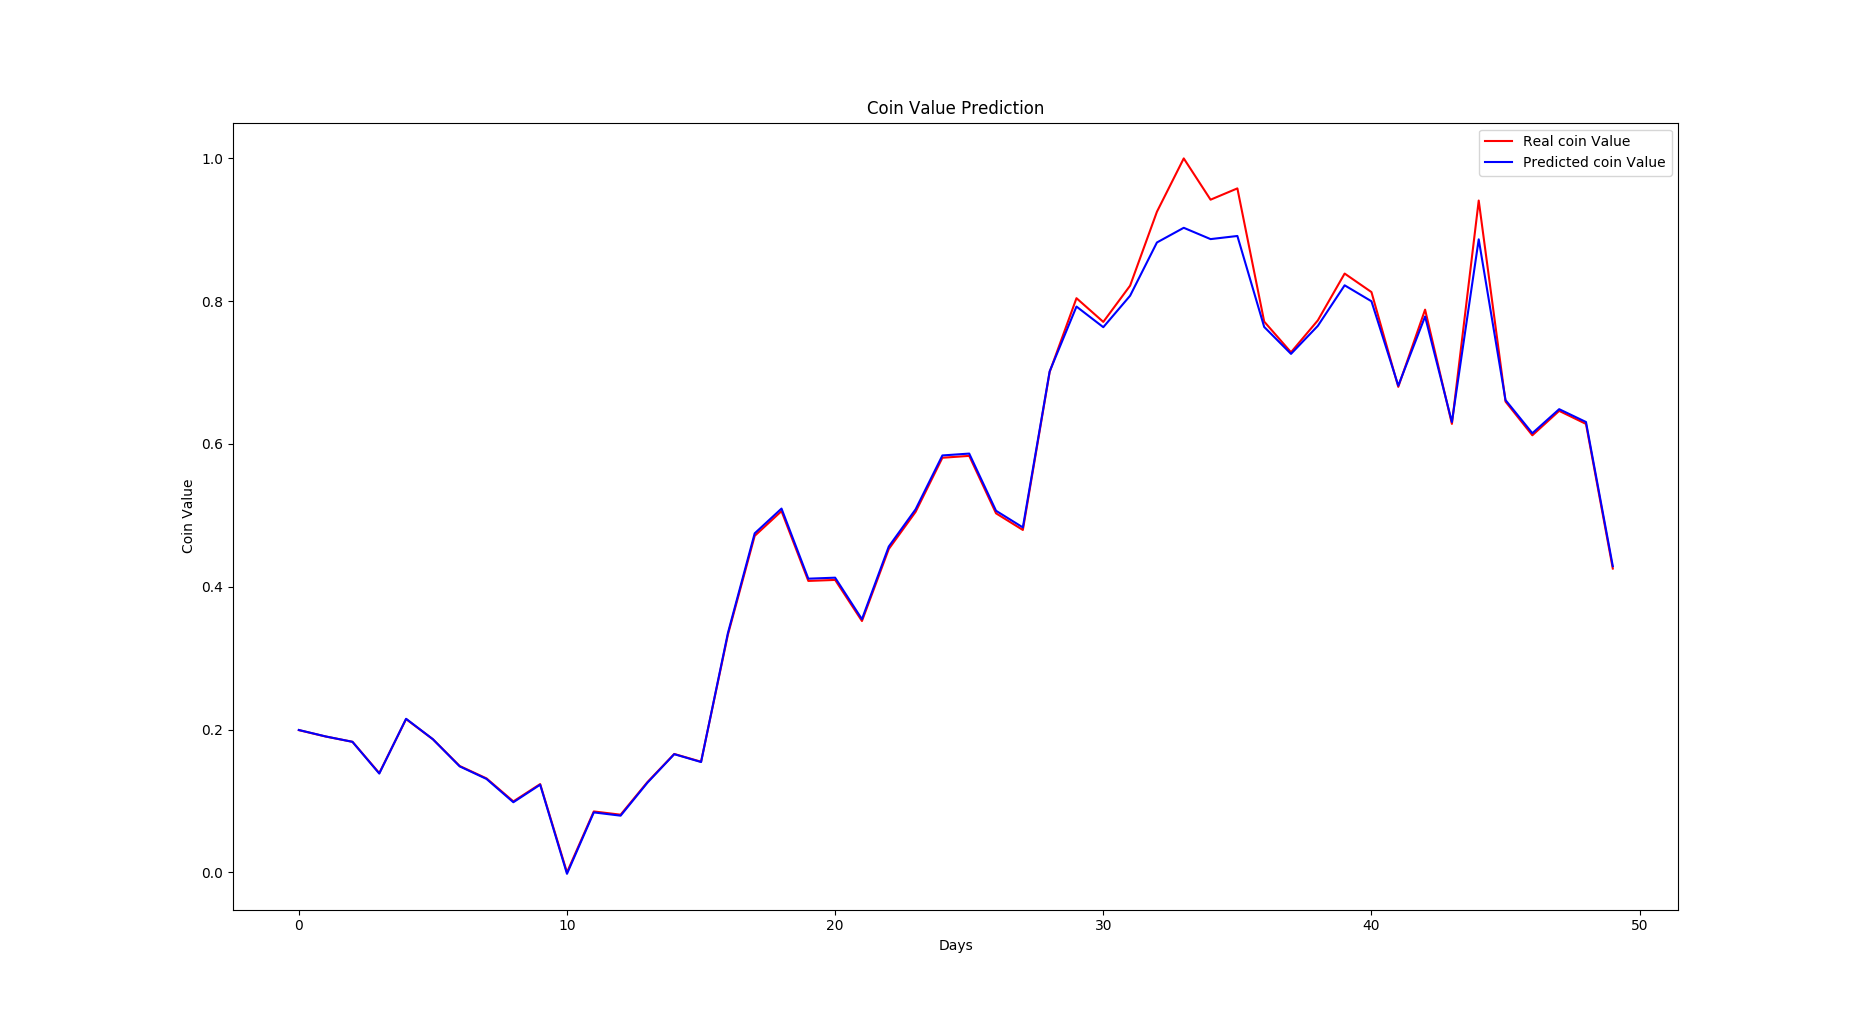 Coin Value Prediction
Real coin Value
Predicted coin Value
1.0
0.8
0.6
0.4
0.2
0.0
Coin Value
0 10 20 30 40 50
Days